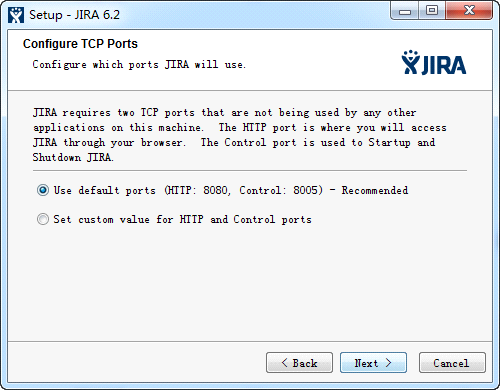 Setup - JIRA 6.2
Configure TCP Ports
Configure which ports JIRA will use.
JIRA
JIRA requires two TCP ports that are not being used by any other
applications on this machine. The HTTP port is where you will access
JIRA through your browser. The Control port is used to Startup and
Shutdown JIRA.
Use default ports (HTTP: 8080, Control: 8005) - Recommended
Set custom value for HTTP and Control ports
< Back
Next >
Cancel